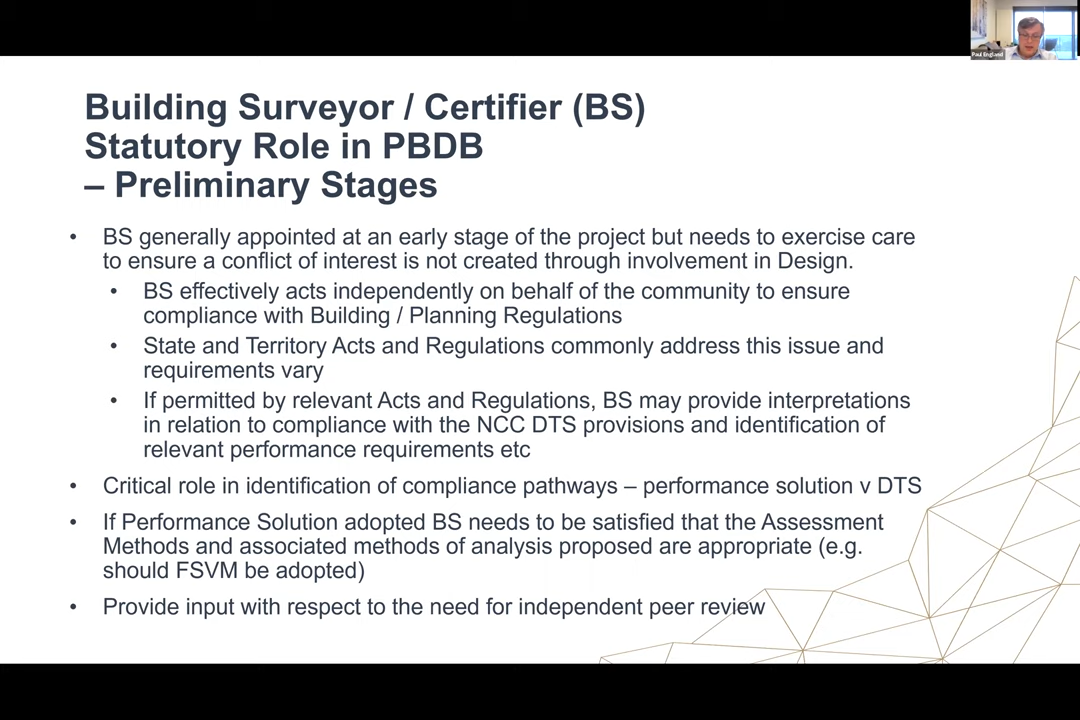 Paul England
Building Surveyor / Certifier (BS)
Statutory Role in PBDB
– Preliminary Stages
• BS generally appointed at an early stage of the project but needs to exercise care
to ensure a conflict of interest is not created through involvement in Design.
• BS effectively acts independently on behalf of the community to ensure
compliance with Building / Planning Regulations
• State and Territory Acts and Regulations commonly address this issue and
requirements vary
• If permitted by relevant Acts and Regulations, BS may provide interpretations
in relation to compliance with the NCC DTS provisions and identification of
relevant performance requirements etc
• Critical role in identification of compliance pathways – performance solution v DTS
• If Performance Solution adopted BS needs to be satisfied that the Assessment
Methods and associated methods of analysis proposed are appropriate (e.g.
should FSVM be adopted)
• Provide input with respect to the need for independent peer review